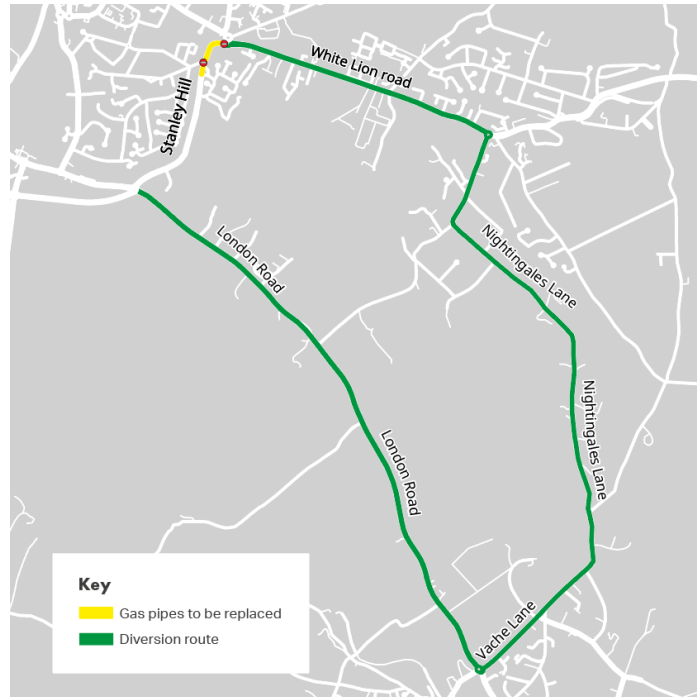 White Lion road
Stanley Hill
London Road
Nightingales Lane
Nightingales Lane
London Road
Vache Lane
Key
Gas pipes to be replaced
Diversion route